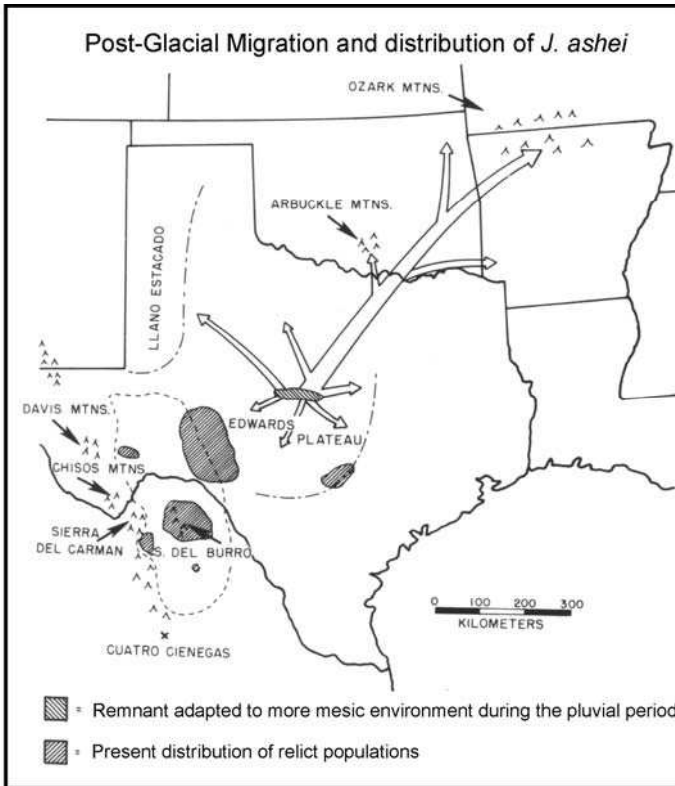 Post-Glacial Migration and distribution of J. ashei
OZARK MTNS.
ARBUCKLE MTNS.
LLANO ESTACADO
EDWARDS
PLATEAU
DAVIS MTNS.
CHISOS MTNS
SIERRA
DEL CARMAN
S. DEL BURRO
CUATRO CIENEGAS
0 100 200 300
KILOMETERS
= Remnant adapted to more mesic environment during the pluvial period
= Present distribution of relict populations